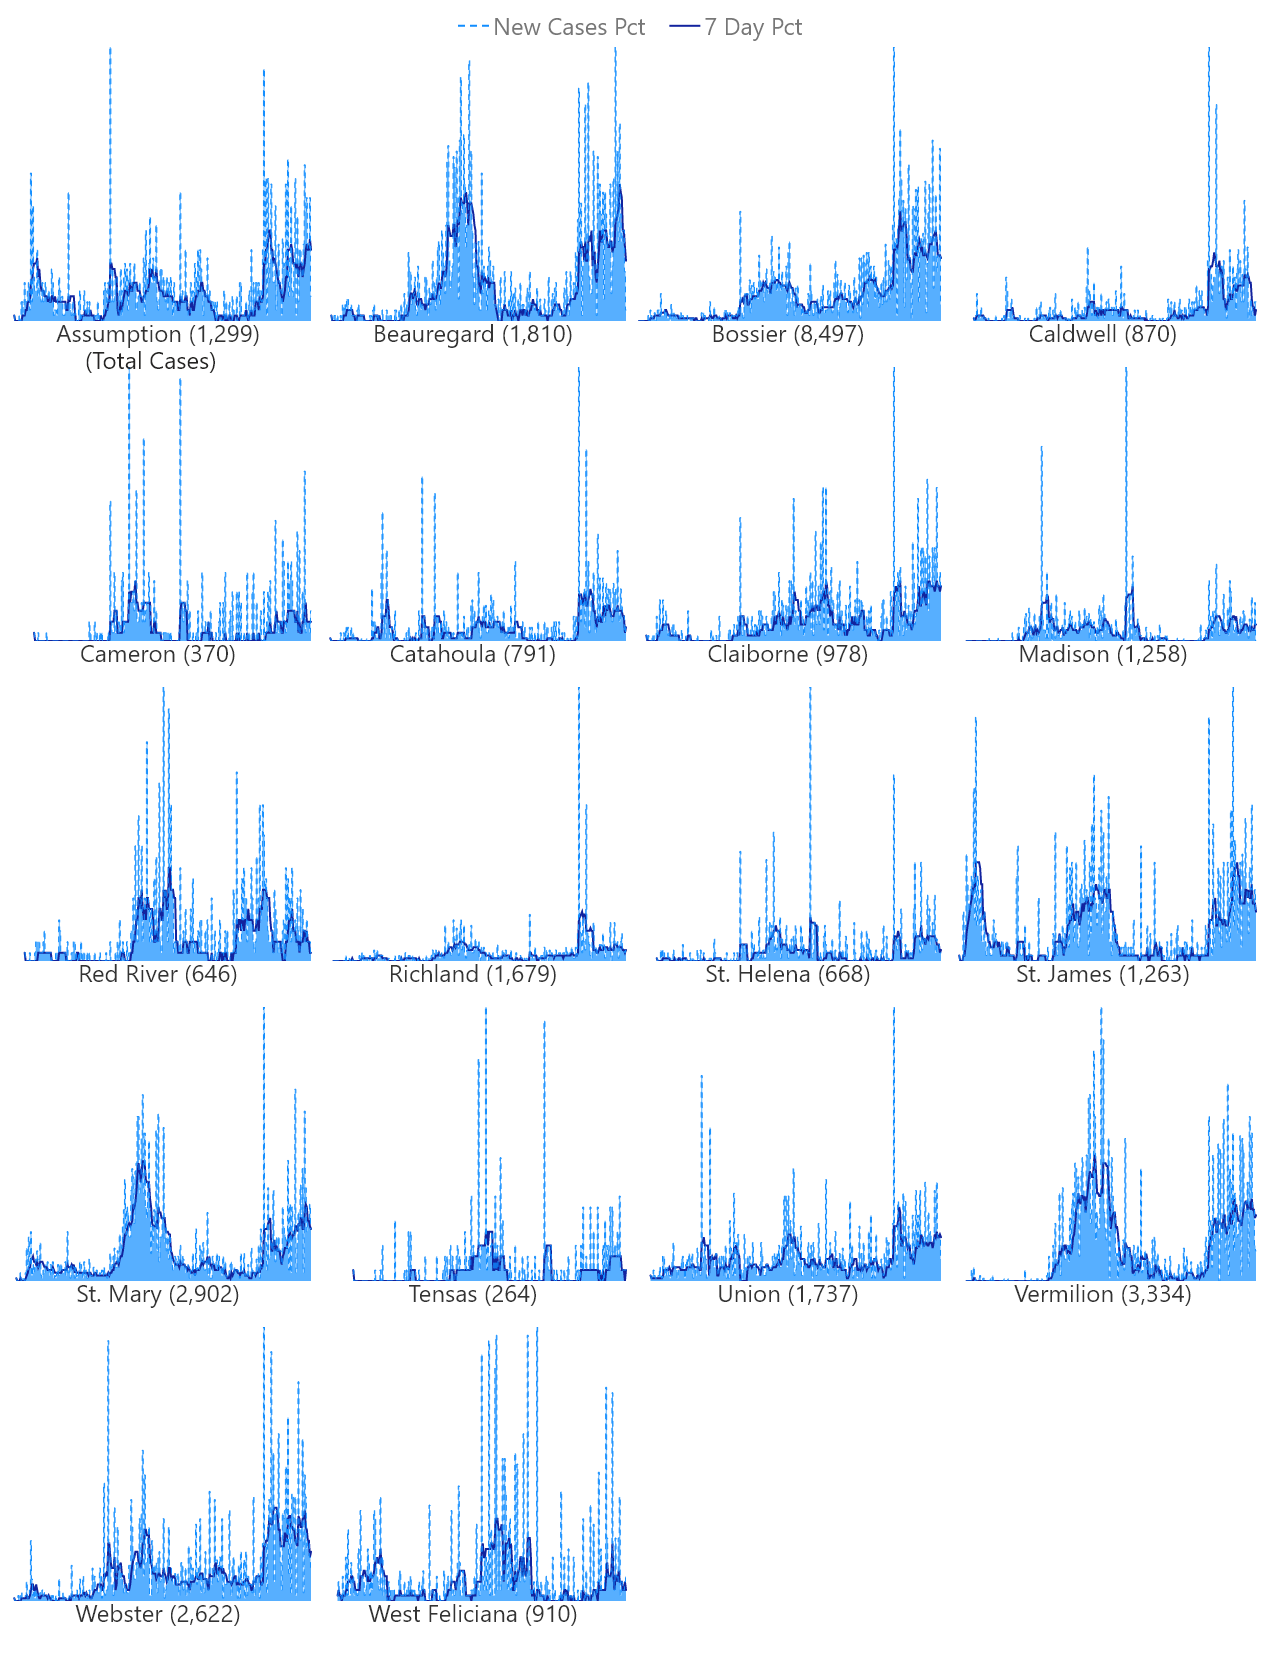 New Cases Pct 7 Day Pct
Assumption (1,299) Beauregard (1,810) Bossier (8,497) Caldwell (870)
(Total Cases)
Cameron (370) Catahoula (791) Claiborne (978) Madison (1,258)
Red River (646) Richland (1,679) St. Helena (668) St. James (1,263)
St. Mary (2,902) Tensas (264) Union (1,737) Vermilion (3,334)
Webster (2,622) West Feliciana (910)